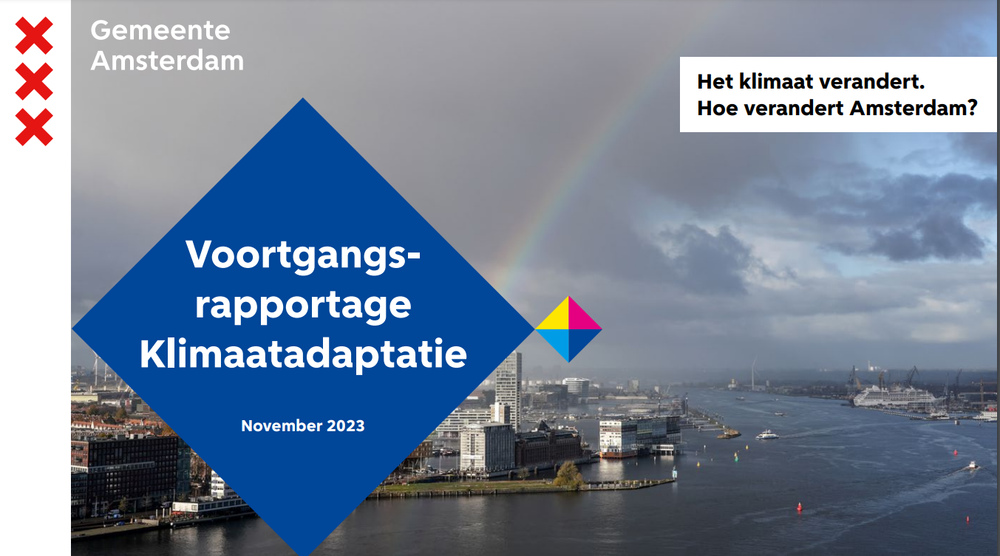 Gemeente
Amsterdam
Het klimaat verandert.
Hoe verandert Amsterdam?
Voortgangs-
rapportage
Klimaatadaptatie
November 2023